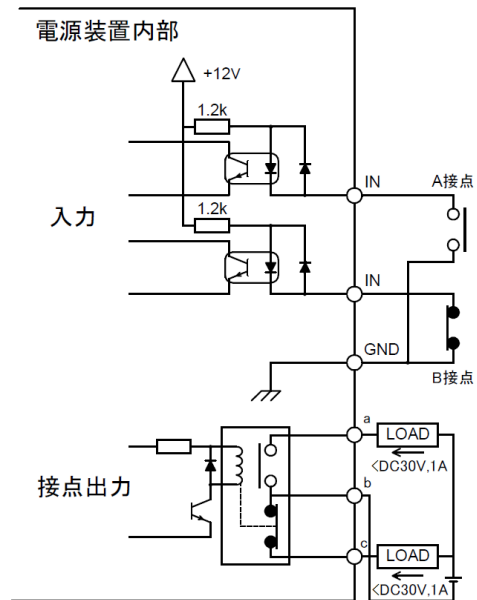 電源装置内部
+12V
1.2k
IN
A接点
入力
1.2k
IN
GND
B接点
a
LOAD
<DC30V,1A
b
接点出力
c
LOAD
<DC30V,1A